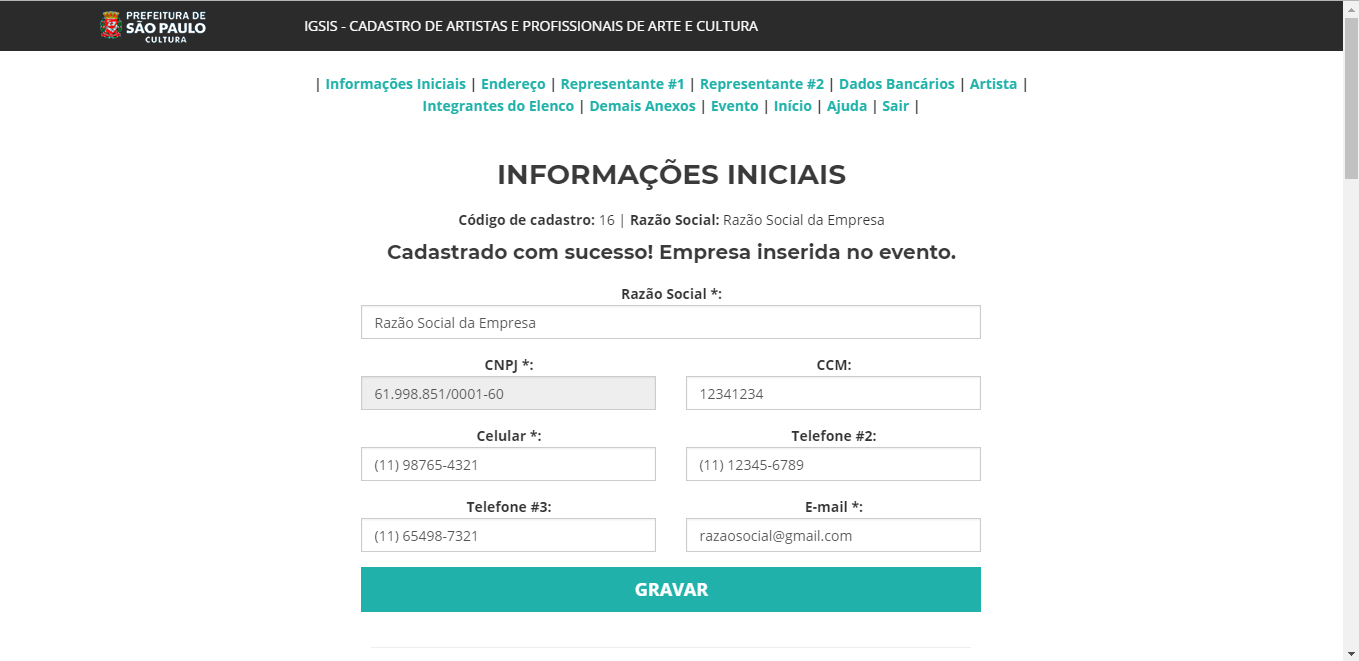 PREFEITURA DE
SÃO PAULO
CULTURA
IGSIS - CADASTRO DE ARTISTAS E PROFISSIONAIS DE ARTE E CULTURA
| Informações Iniciais | Endereço | Representante #1 | Representante #2 | Dados Bancários | Artista |
Integrantes do Elenco | Demais Anexos | Evento | Início | Ajuda | Sair |
INFORMAÇÕES INICIAIS
Código de cadastro: 16 | Razão Social: Razão Social da Empresa
Cadastrado com sucesso! Empresa inserida no evento.
Razão Social *:
Razão Social da Empresa
CNPJ *: CCM:
61.998.851/0001-60 12341234
Celular *: Telefone #2:
(11) 98765-4321 (11) 12345-6789
Telefone #3: E-mail *:
(11) 65498-7321 razaosocial@gmail.com
GRAVAR